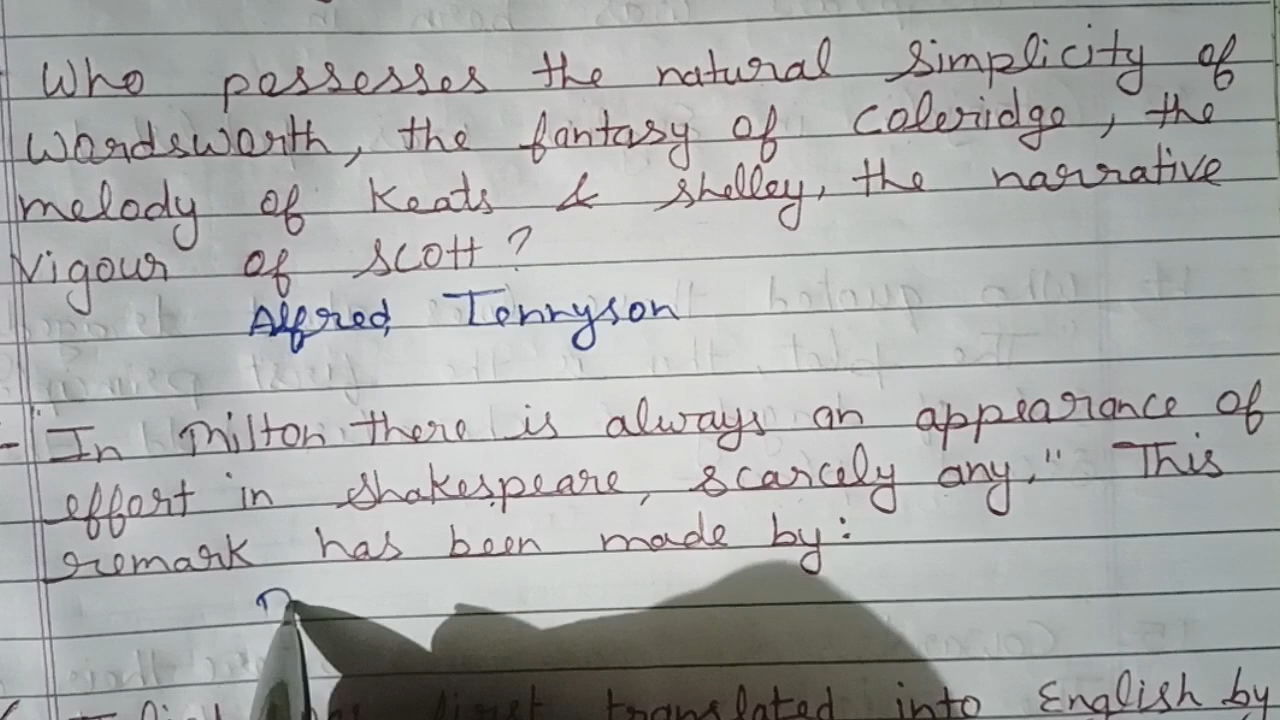 Who possesses the natural simplicity of
Wordsworth, the fantasy of Coleridge, the
melody of Keats & Shelley, the narrative
Vigour of Scott?
Alfred Tennyson
- In Milton there is always an appearance of
effort in Shakespeare, scarcely any." This
remark has been made by:
first translated into English by